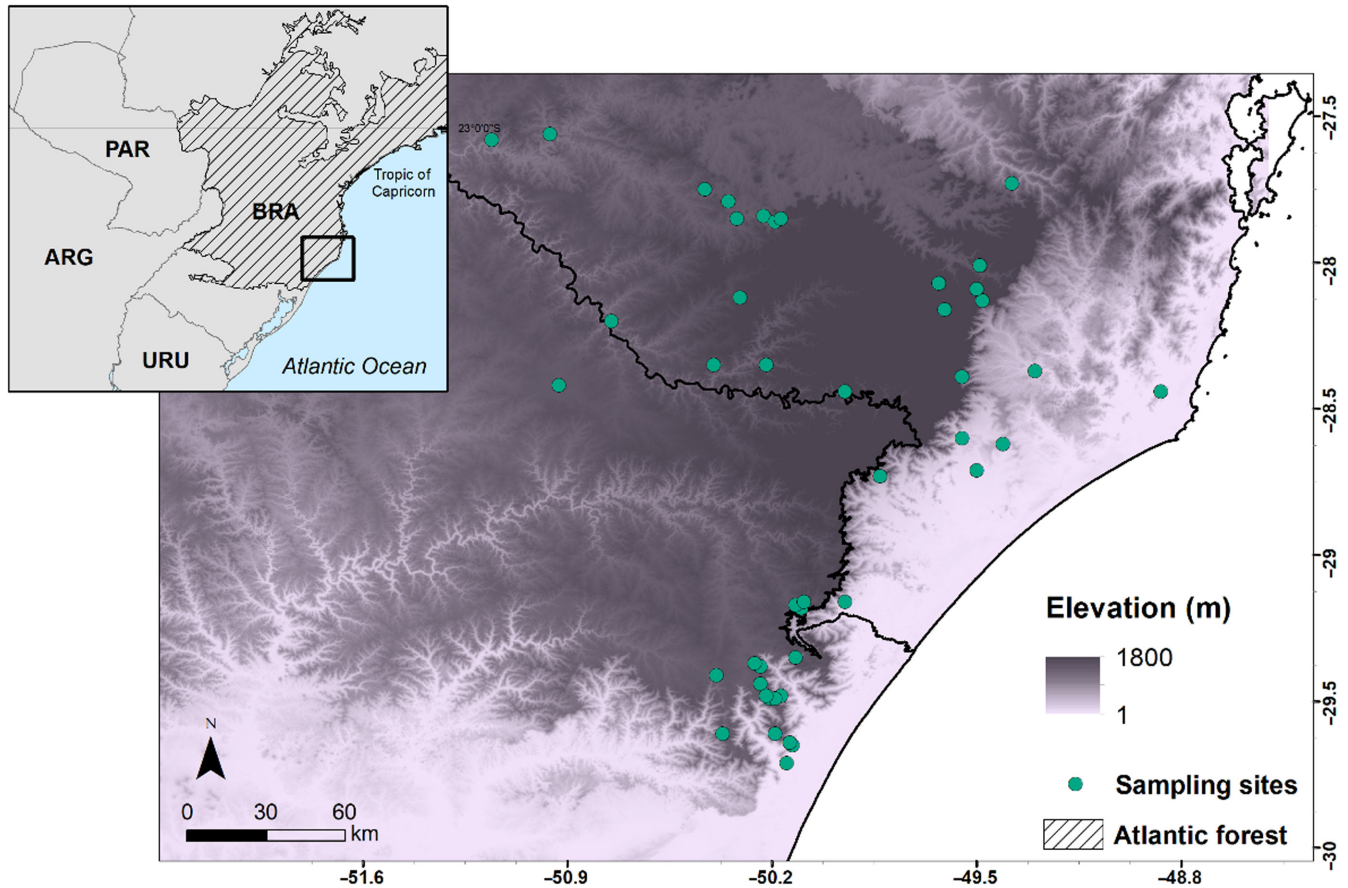 PAR
BRA
ARG
URU
Tropic of
Capricorn
Atlantic Ocean
23°0'0"S
−27.5
−28
−28.5
−29
−29.5
−30
Elevation (m)
1800
1
Sampling sites
Atlantic forest
N
0 30 60
km
−51.6 −50.9 −50.2 −49.5 −48.8